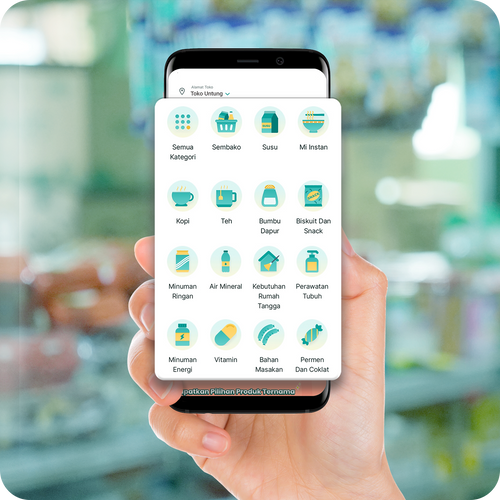 Alamat Toko
Toko Untung
Semua
Kategori
Sembako
Susu
Mi Instan
Kopi
Teh
Bumbu
Dapur
Biskuit Dan
Snack
Minuman
Ringan
Air Mineral
Kebutuhan
Rumah
Tangga
Perawatan
Tubuh
Minuman
Energi
Vitamin
Bahan
Masakan
Permen
Dan Coklat
patkan Pilihan Produk Ternama